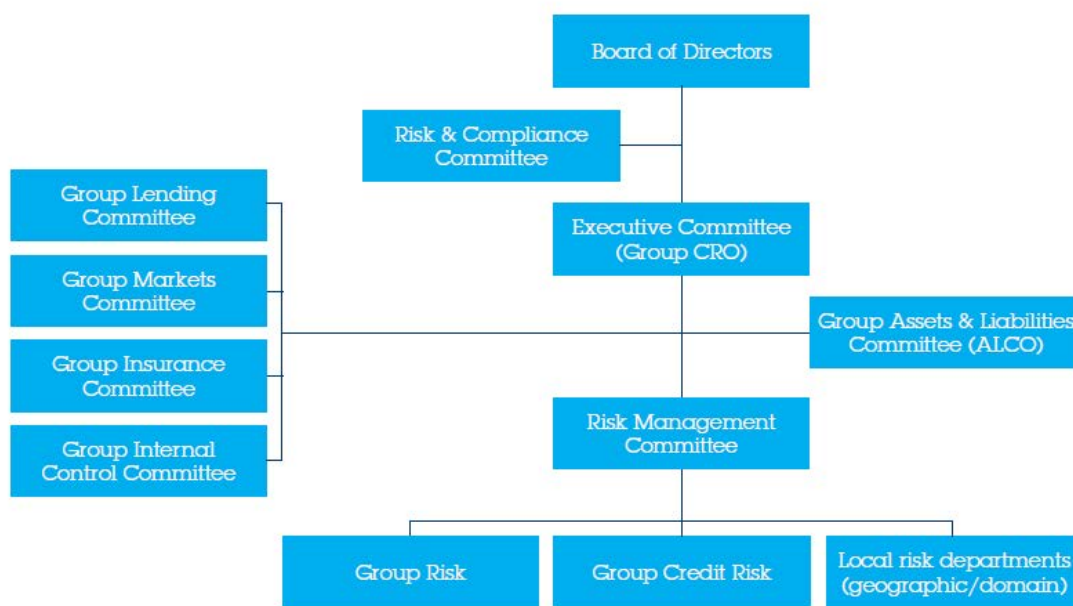 Board of Directors
Risk & Compliance
Committee
Group Lending
Committee
Executive Committee
(Group CRO)
Group Markets
Committee
Group Assets & Liabilities
Committee (ALCO)
Group Insurance
Committee
Risk Management
Committee
Group Internal
Control Committee
Group Risk
Group Credit Risk
Local risk departments
(geographic/domain)